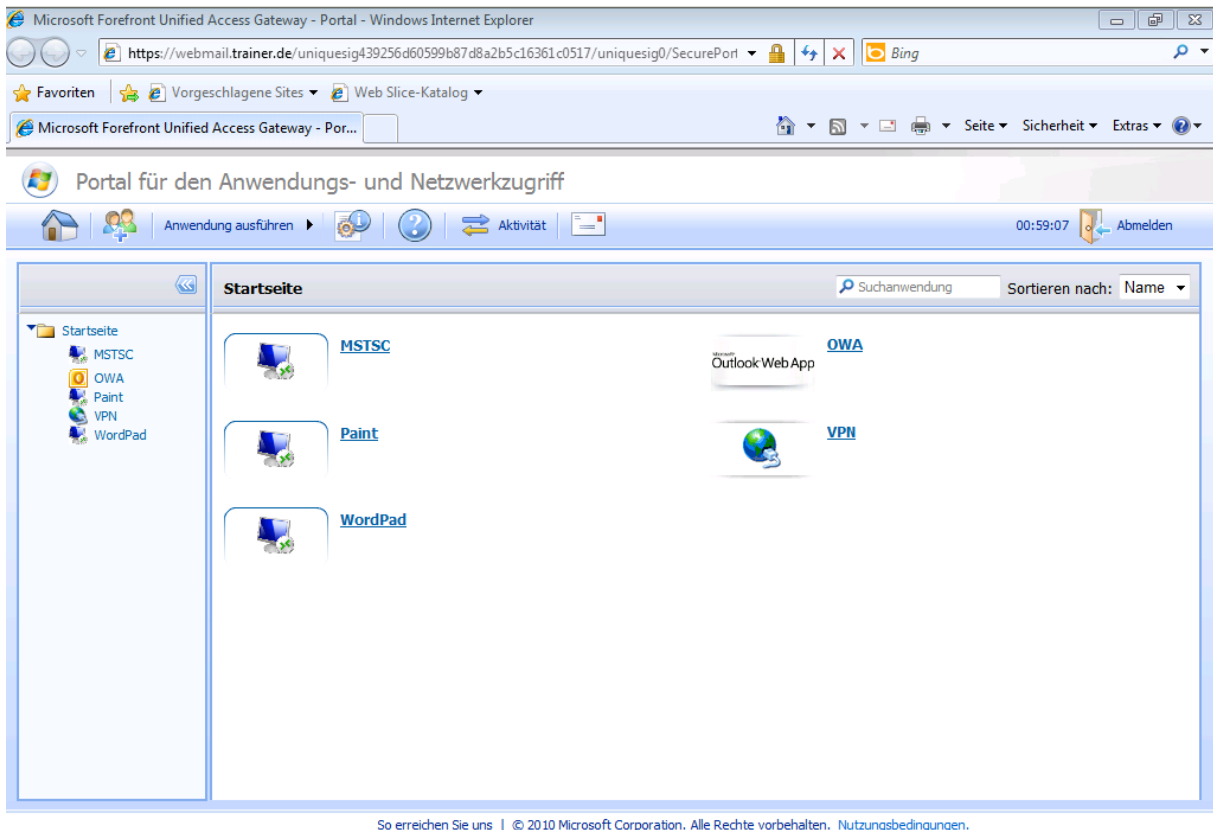 Microsoft Forefront Unified Access Gateway - Portal - Windows Internet Explorer
https://webmail.trainer.de/uniquesig439256d60599b87d8a2b5c16361c0517/uniquesig0/SecurePort
Bing
Favoriten Vorgeschlagene Sites Web Slice-Katalog
Microsoft Forefront Unified Access Gateway - Por... Seite Sicherheit Extras
Portal für den Anwendungs- und Netzwerkzugriff
Anwendung ausführen Aktivität 00:59:07 Abmelden
Startseite Suchanwendung Sortieren nach: Name
Startseite
MSTSC
OWA
Paint
VPN
WordPad
MSTSC
Microsoft
Outlook Web App
OWA
Paint
VPN
WordPad
So erreichen Sie uns | © 2010 Microsoft Corporation. Alle Rechte vorbehalten. Nutzungsbedingungen.